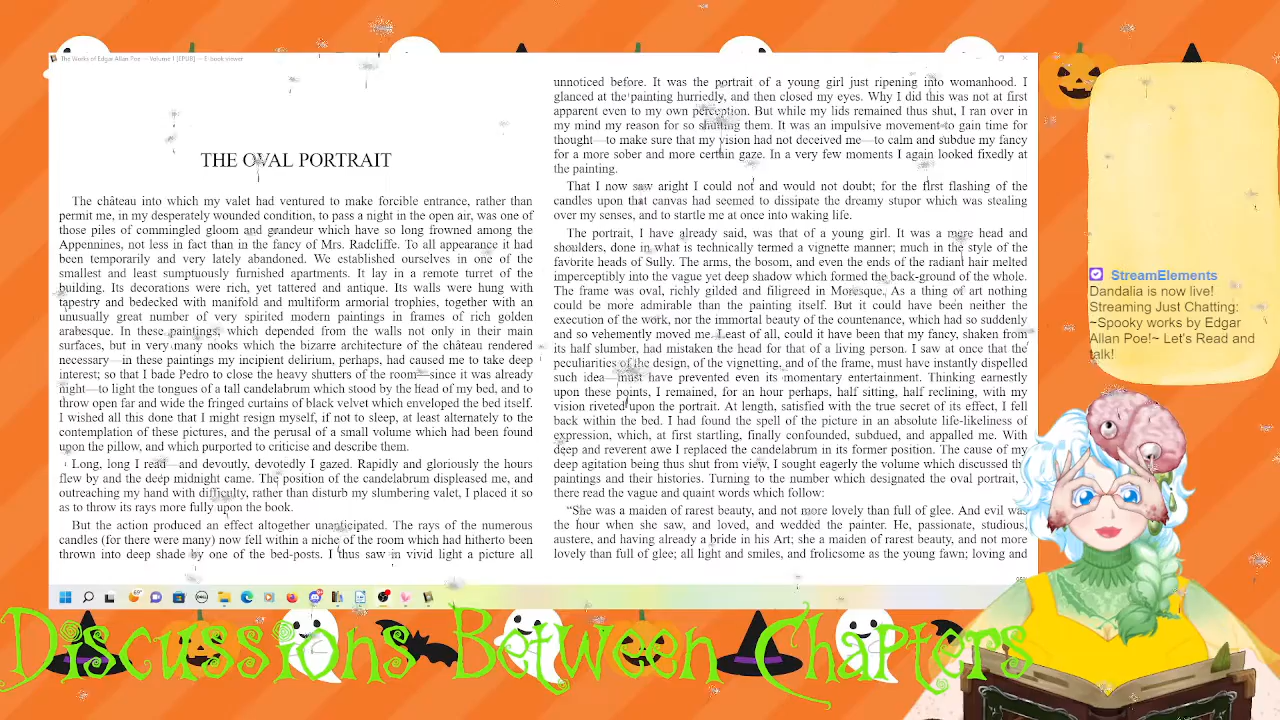 The Works of Edgar Allan Poe — Volume 1 [EPUB] — E-book viewer
THE OVAL PORTRAIT
The château into which my valet had ventured to make forcible entrance, rather than
permit me, in my desperately wounded condition, to pass a night in the open air, was one of
those piles of commingled gloom and grandeur which have so long frowned among the
Appennines, not less in fact than in the fancy of Mrs. Radcliffe. To all appearance it had
been temporarily and very lately abandoned. We established ourselves in one of the
smallest and least sumptuously furnished apartments. It lay in a remote turret of the
building. Its decorations were rich, yet tattered and antique. Its walls were hung with
tapestry and bedecked with manifold and multiform armorial trophies, together with an
unusually great number of very spirited modern paintings in frames of rich golden
arabesque. In these paintings, which depended from the walls not only in their main
surfaces, but in very many nooks which the bizarre architecture of the château rendered
necessary—in these paintings my incipient delirium, perhaps, had caused me to take deep
interest; so that I bade Pedro to close the heavy shutters of the room—since it was already
night—to light the tongues of a tall candelabrum which stood by the head of my bed, and to
throw open far and wide the fringed curtains of black velvet which enveloped the bed itself.
I wished all this done that I might resign myself, if not to sleep, at least alternately to the
contemplation of these pictures, and the perusal of a small volume which had been found
upon the pillow, and which purported to criticise and describe them.
Long, long I read—and devoutly, devotedly I gazed. Rapidly and gloriously the hours
flew by and the deep midnight came. The position of the candelabrum displeased me, and
outreaching my hand with difficulty, rather than disturb my slumbering valet, I placed it so
as to throw its rays more fully upon the book.
But the action produced an effect altogether unanticipated. The rays of the numerous
candles (for there were many) now fell within a niche of the room which had hitherto been
thrown into deep shade by one of the bed-posts. I thus saw in vivid light a picture all
unnoticed before. It was the portrait of a young girl just ripening into womanhood. I
glanced at the painting hurriedly, and then closed my eyes. Why I did this was not at first
apparent even to my own perception. But while my lids remained thus shut, I ran over in
my mind my reason for so shutting them. It was an impulsive movement to gain time for
thought—to make sure that my vision had not deceived me—to calm and subdue my fancy
for a more sober and more certain gaze. In a very few moments I again looked fixedly at
the painting.
That I now saw aright I could not and would not doubt; for the first flashing of the
candles upon that canvas had seemed to dissipate the dreamy stupor which was stealing
over my senses, and to startle me at once into waking life.
The portrait, I have already said, was that of a young girl. It was a mere head and
shoulders, done in what is technically termed a vignette manner; much in the style of the
favorite heads of Sully. The arms, the bosom, and even the ends of the radiant hair melted
imperceptibly into the vague yet deep shadow which formed the back-ground of the whole.
The frame was oval, richly gilded and filigreed in Moresque. As a thing of art nothing
could be more admirable than the painting itself. But it could have been neither the
execution of the work, nor the immortal beauty of the countenance, which had so suddenly
and so vehemently moved me. Least of all, could it have been that my fancy, shaken from
its half slumber, had mistaken the head for that of a living person. I saw at once that the
peculiarities of the design, of the vignetting, and of the frame, must have instantly dispelled
such idea—must have prevented even its momentary entertainment. Thinking earnestly
upon these points, I remained, for an hour perhaps, half sitting, half reclining, with my
vision riveted upon the portrait. At length, satisfied with the true secret of its effect, I fell
back within the bed. I had found the spell of the picture in an absolute life-likeliness of
expression, which, at first startling, finally confounded, subdued, and appalled me. With
deep and reverent awe I replaced the candelabrum in its former position. The cause of my
deep agitation being thus shut from view, I sought eagerly the volume which discussed the
paintings and their histories. Turning to the number which designated the oval portrait,
there read the vague and quaint words which follow:
“She was a maiden of rarest beauty, and not more lovely than full of glee. And evil was
the hour when she saw, and loved, and wedded the painter. He, passionate, studious,
austere, and having already a bride in his Art; she a maiden of rarest beauty, and not more
lovely than full of glee; all light and smiles, and frolicsome as the young fawn; loving and
StreamElements
Dandalia is now live!
Streaming Just Chatting:
~Spooky works by Edgar
Allan Poe!~ Let's Read and
talk!
Discussions Between Chapters